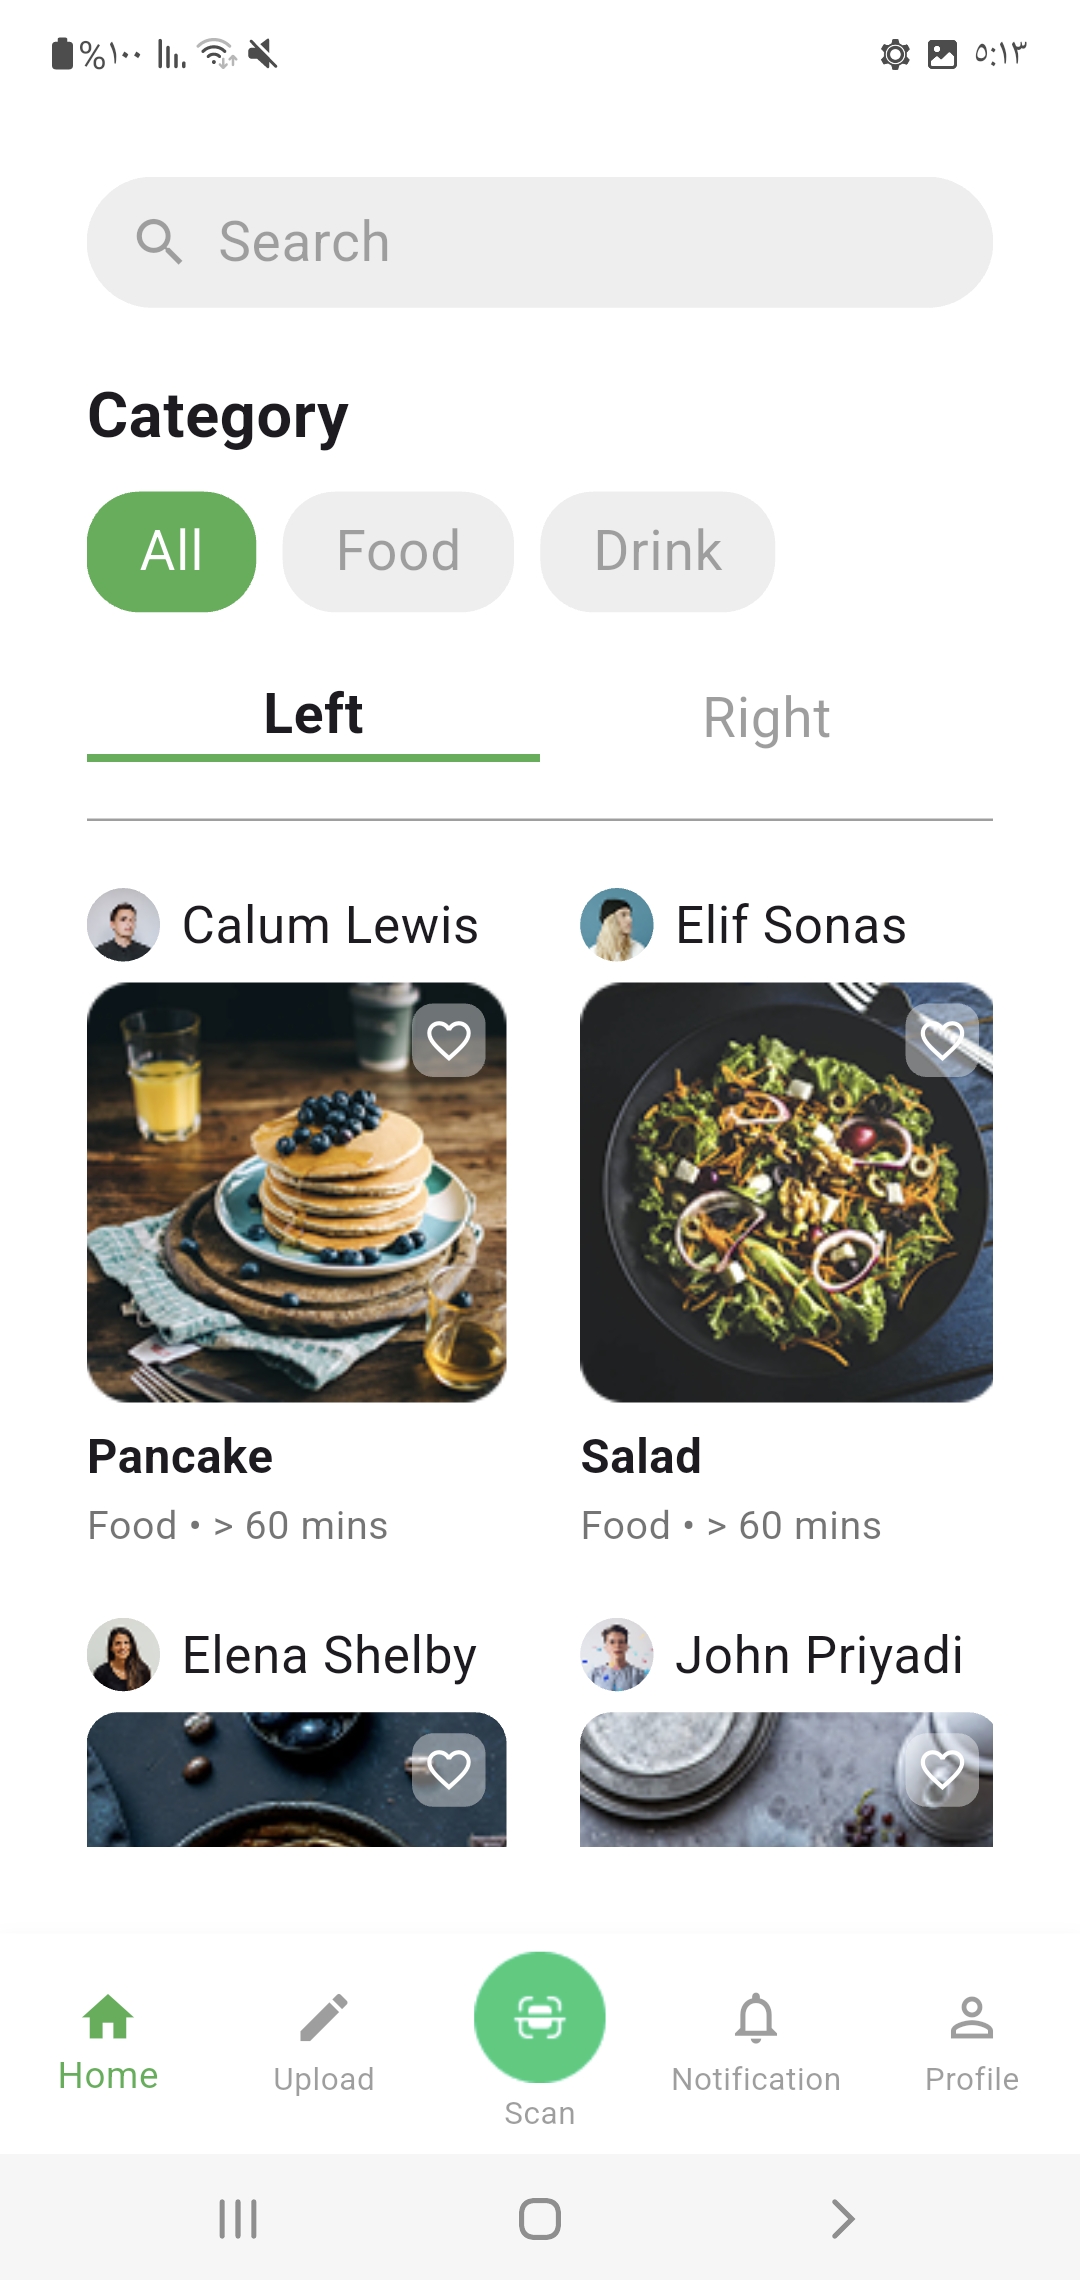 %١٠٠ ٥:١٣
Search
Category
All Food Drink
Left Right
Calum Lewis Elif Sonas
Pancake Salad
Food • > 60 mins Food • > 60 mins
Elena Shelby John Priyadi
Home Upload Scan Notification Profile